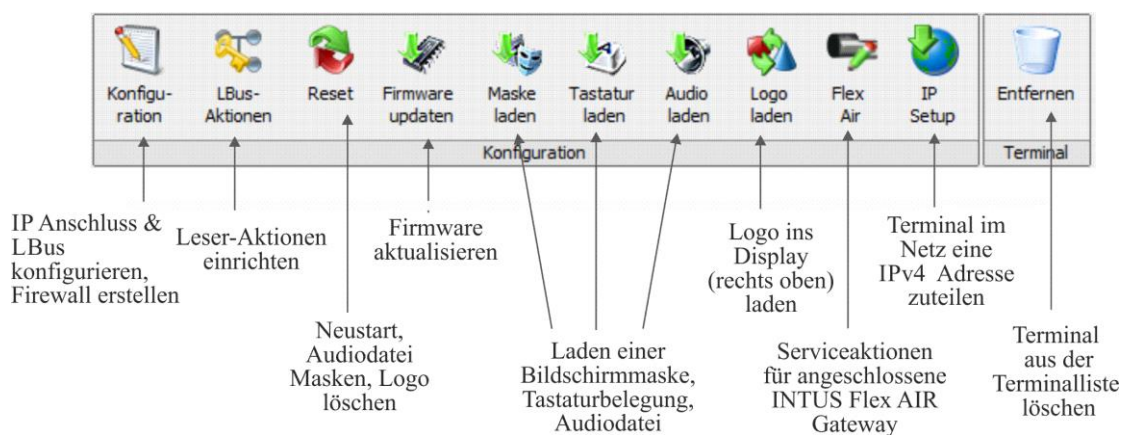 Konfigu-
ration
LBus-
Aktionen
Reset
Firmware
updaten
Maske
laden
Tastatur
laden
Audio
laden
Logo
laden
Flex
Air
IP
Setup
Entfernen
Konfiguration
Terminal
IP Anschluss &
LBus
konfigurieren,
Firewall erstellen
Leser-Aktionen
einrichten
Neustart,
Audiodatei
Masken, Logo
löschen
Firmware
aktualisieren
Laden einer
Bildschirmmaske,
Tastaturbelegung,
Audiodatei
Logo ins
Display
(rechts oben)
laden
Serviceaktionen
für angeschlossene
INTUS Flex AIR
Gateway
Terminal im
Netz eine
IPv4 Adresse
zuteilen
Terminal
aus der
Terminalliste
löschen